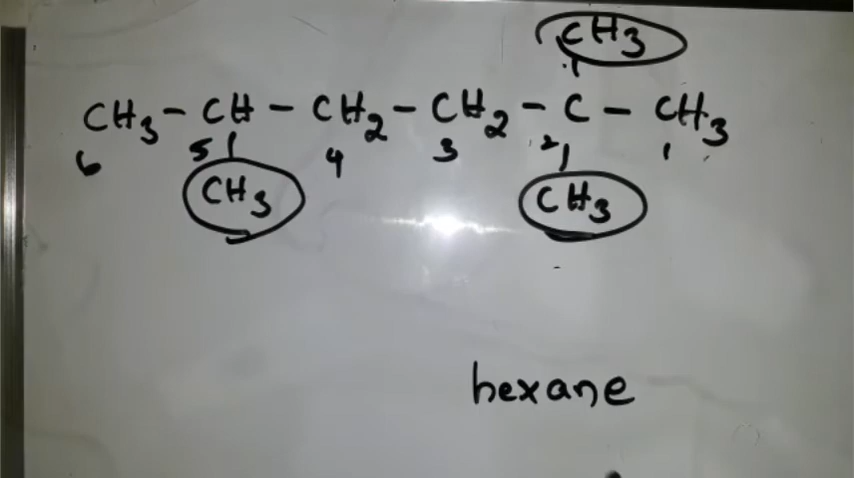 CH3
CH3 - CH - CH2 - CH2 - C - CH3
6 5 4 3 2 1
CH3 CH3
hexane